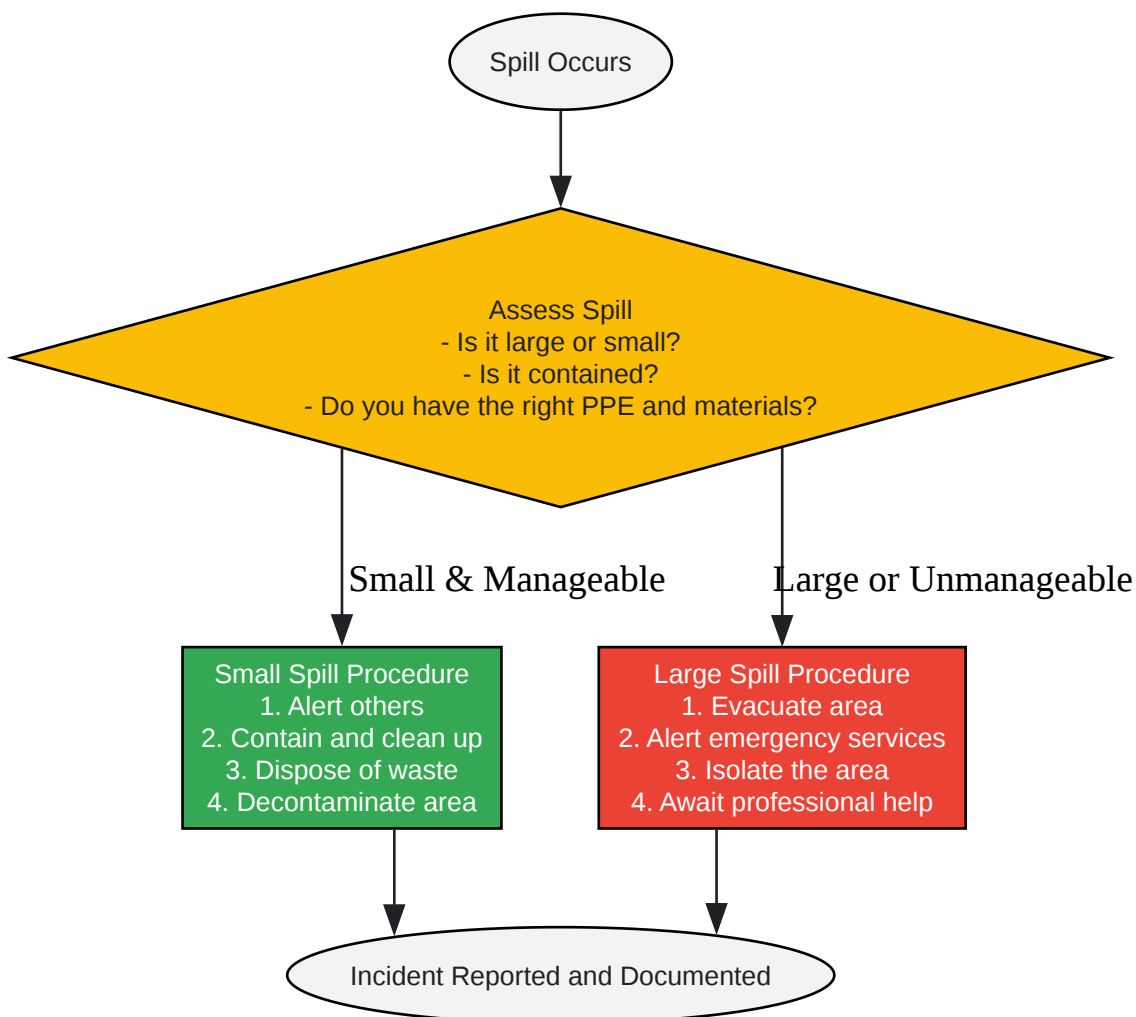 Spill Occurs
Assess Spill
- Is it large or small?
- Is it contained?
- Do you have the right PPE and materials?
Small & Manageable
Large or Unmanageable
Small Spill Procedure
1. Alert others
2. Contain and clean up
3. Dispose of waste
4. Decontaminate area
Large Spill Procedure
1. Evacuate area
2. Alert emergency services
3. Isolate the area
4. Await professional help
Incident Reported and Documented